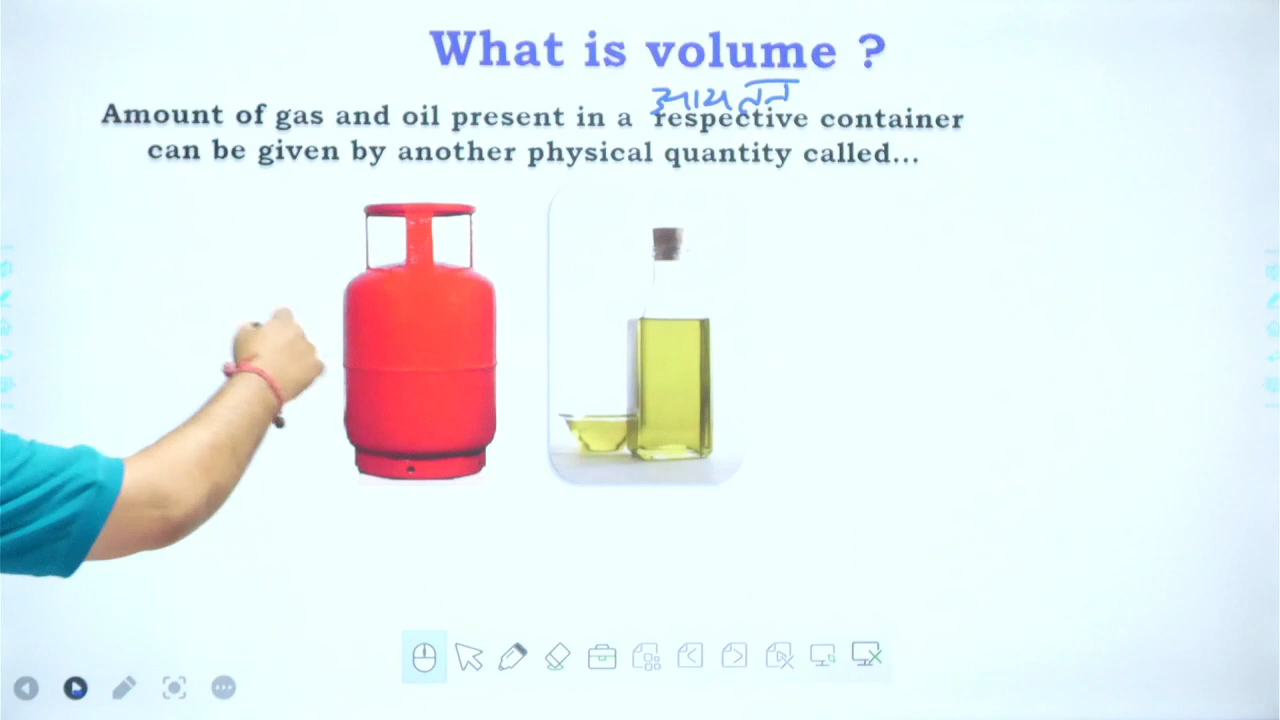 What is volume ?
आयतन
Amount of gas and oil present in a respective container
can be given by another physical quantity called...